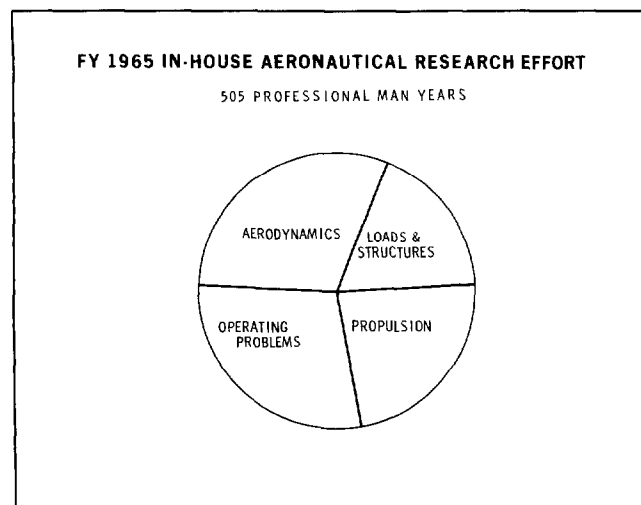 FY 1965 IN-HOUSE AERONAUTICAL RESEARCH EFFORT
505 PROFESSIONAL MAN YEARS
AERODYNAMICS
LOADS &
STRUCTURES
OPERATING
PROBLEMS
PROPULSION